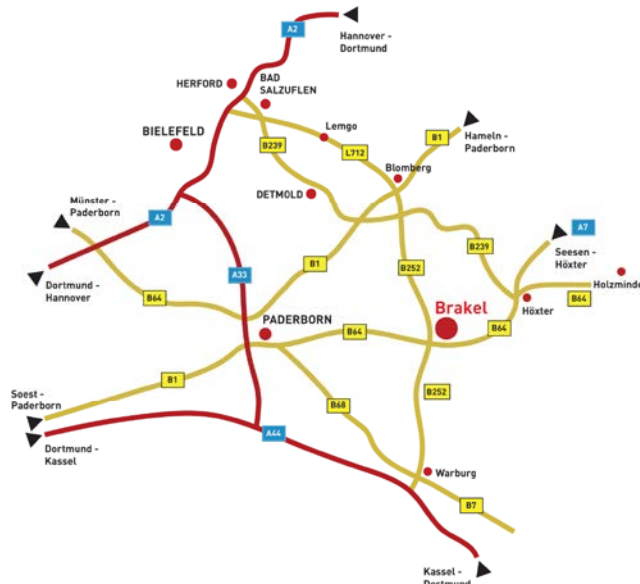 A2
Hannover -
Dortmund
HERFORD
BAD
SALZUFLEN
B1
Hameln -
Paderborn
Lemgo
BIELEFELD
B239
L712
Blomberg
DETMOLD
Münster -
Paderborn
A2
A7
B239
Seesen -
Höxter
B1
B252
A33
Dortmund -
Hannover
B64
Holzminde
B64
Höxter
Brakel
PADERBORN
B64
B64
B1
B252
Soest -
Paderborn
B68
A44
Dortmund -
Kassel
Warburg
B7
Kassel -